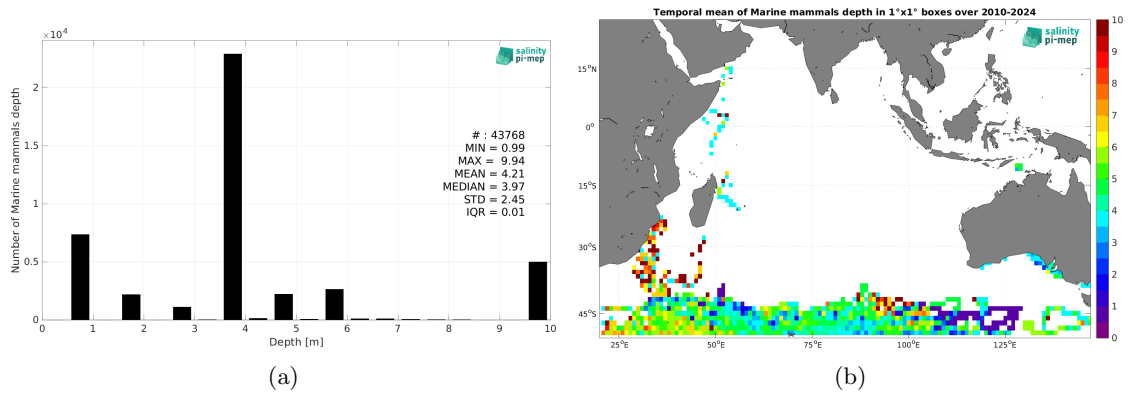 ×10⁴
salinity
pi-mep
# : 43768
MIN = 0.99
MAX = 9.94
MEAN = 4.21
MEDIAN = 3.97
STD = 2.45
IQR = 0.01
Number of Marine mammals depth
2
1.5
1
0.5
0
0 1 2 3 4 5 6 7 8 9 10
Depth [m]
(a)
Temporal mean of Marine mammals depth in 1°x1° boxes over 2010-2024
salinity
pi-mep
15°N
0°
15°S
30°S
45°S
25°E 50°E 75°E 100°E 125°E
10
9
8
7
6
5
4
3
2
1
0
(b)